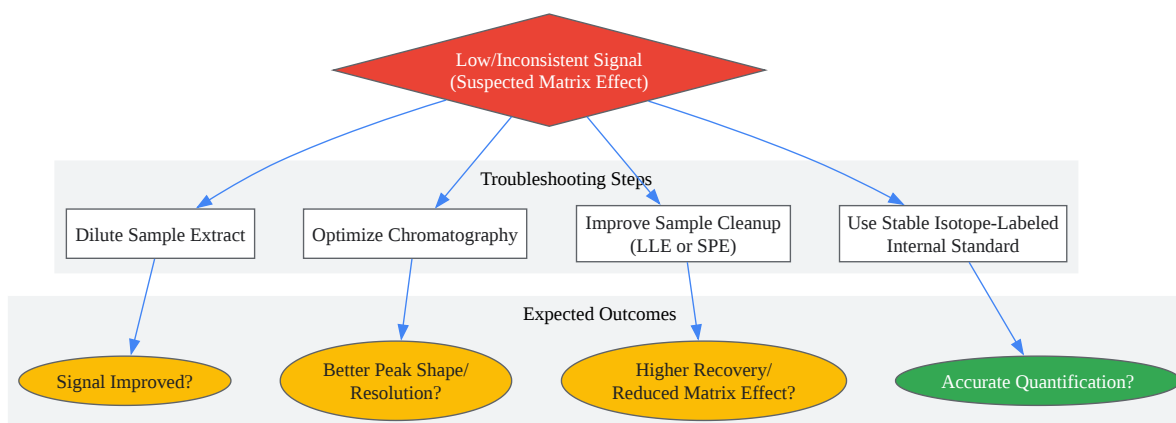 Low/Inconsistent Signal
(Suspected Matrix Effect)
Troubleshooting Steps
Dilute Sample Extract
Optimize Chromatography
Improve Sample Cleanup
(LLE or SPE)
Use Stable Isotope-Labeled
Internal Standard
Expected Outcomes
Signal Improved?
Better Peak Shape/
Resolution?
Higher Recovery/
Reduced Matrix Effect?
Accurate Quantification?